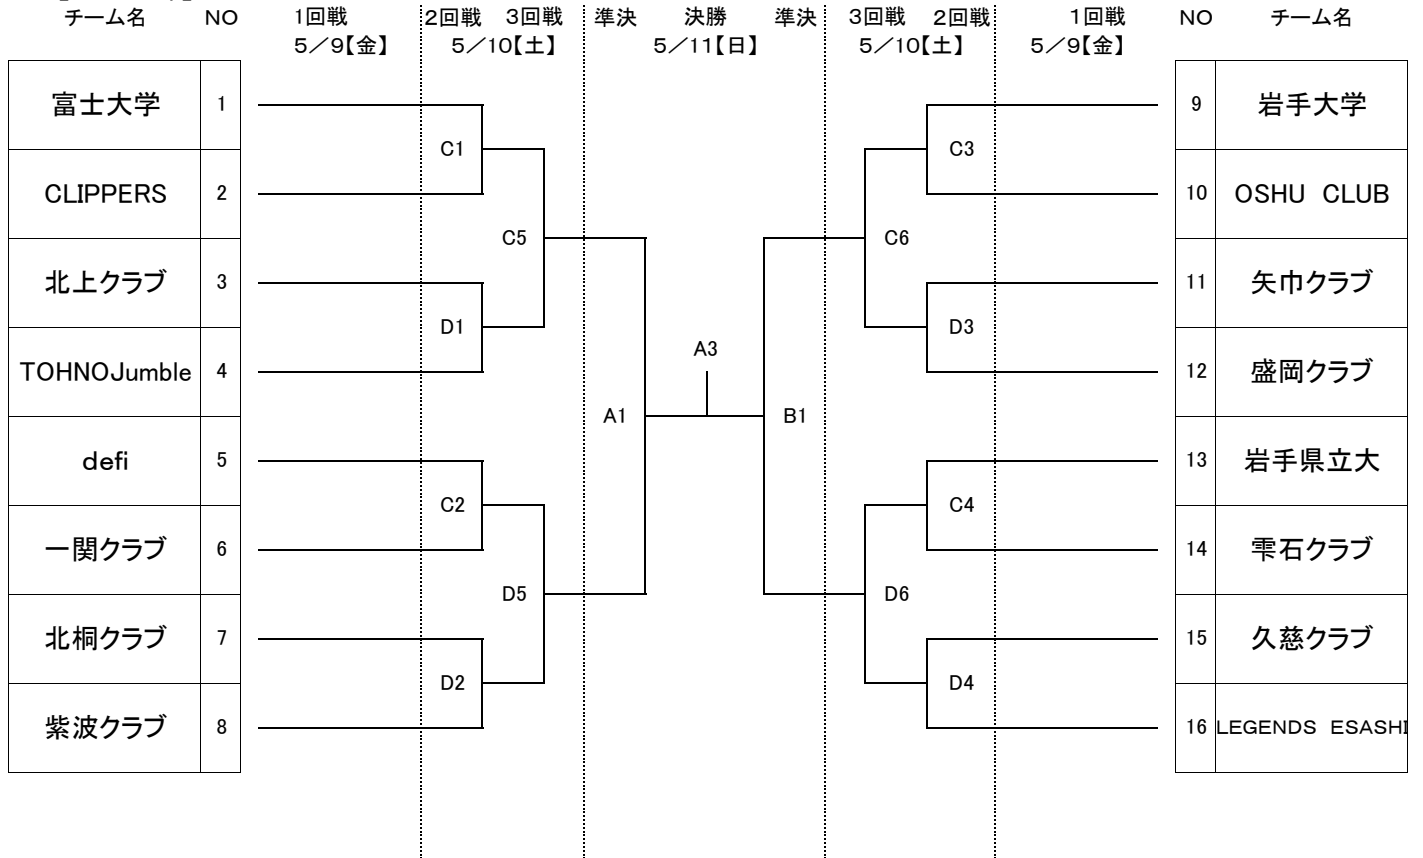 チーム名 NO 1回戦 2回戦 3回戦 準決 決勝 準決 3回戦 2回戦 1回戦 NO チーム名
5／9【金】 5／10【土】 5／11【日】 5／10【土】 5／9【金】
富士大学 1 9 岩手大学
C1 C3
CLIPPERS 2 10 OSHU CLUB
C5 C6
北上クラブ 3 11 矢巾クラブ
D1 D3
A3
TOHNOJumble 4 12 盛岡クラブ
A1 B1
defi 5 13 岩手県立大
C2 C4
一関クラブ 6 14 雫石クラブ
D5 D6
北桐クラブ 7 15 久慈クラブ
D2 D4
紫波クラブ 8 16 LEGENDS ESASHI